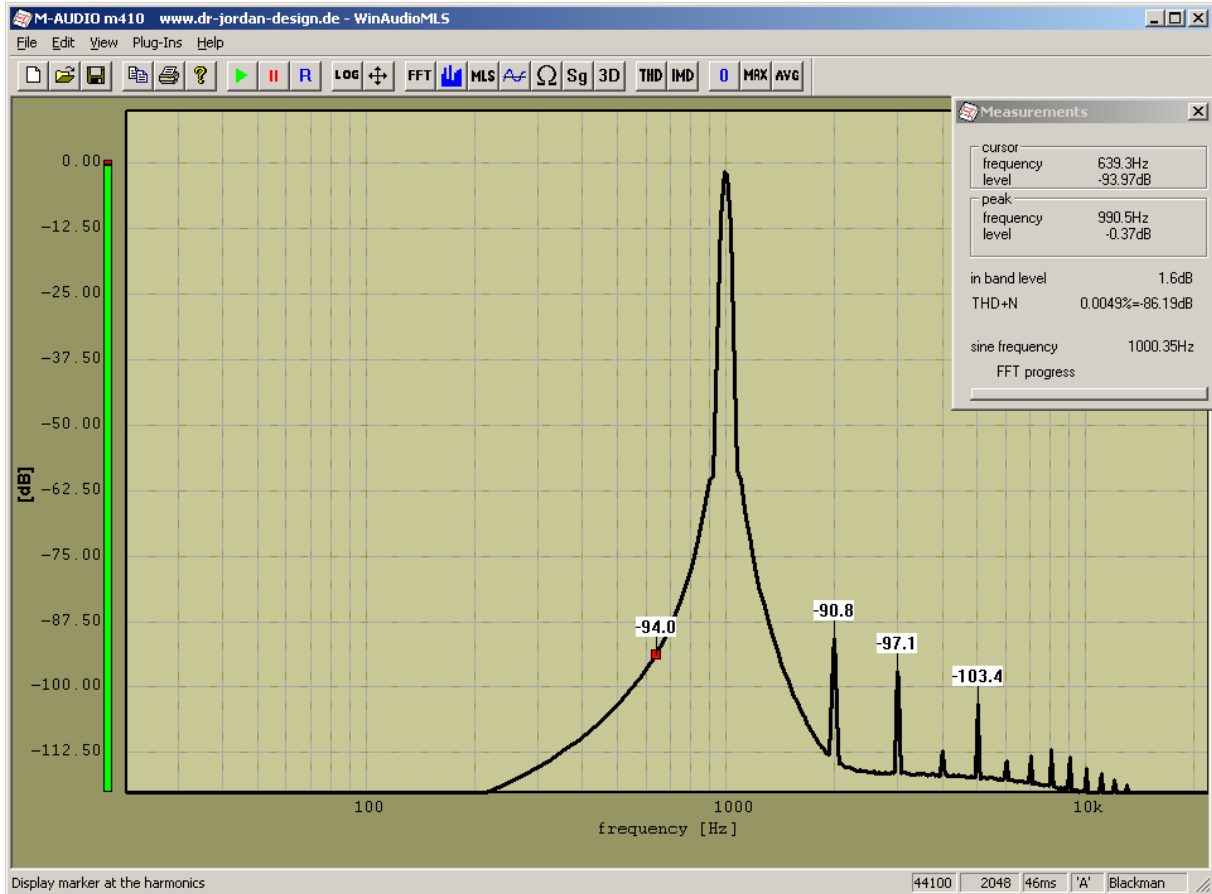 M-AUDIO m410 www.dr-jordan-design.de - WinAudioMLS
File Edit View Plug-Ins Help
R LOG FFT MLS Ω Sg 3D THD IMD 0 MAX AVG
Measurements
cursor
frequency 639.3Hz
level -93.97dB
peak
frequency 990.5Hz
level -0.37dB
in band level 1.6dB
THD+N 0.0049%=-86.19dB
sine frequency 1000.35Hz
FFT progress
0.00
-12.50
-25.00
-37.50
-50.00
-62.50
-75.00
-87.50
-100.00
-112.50
[dB]
-94.0
-90.8
-97.1
-103.4
100 1000 10k
frequency [Hz]
Display marker at the harmonics 44100 2048 46ms 'A' Blackman